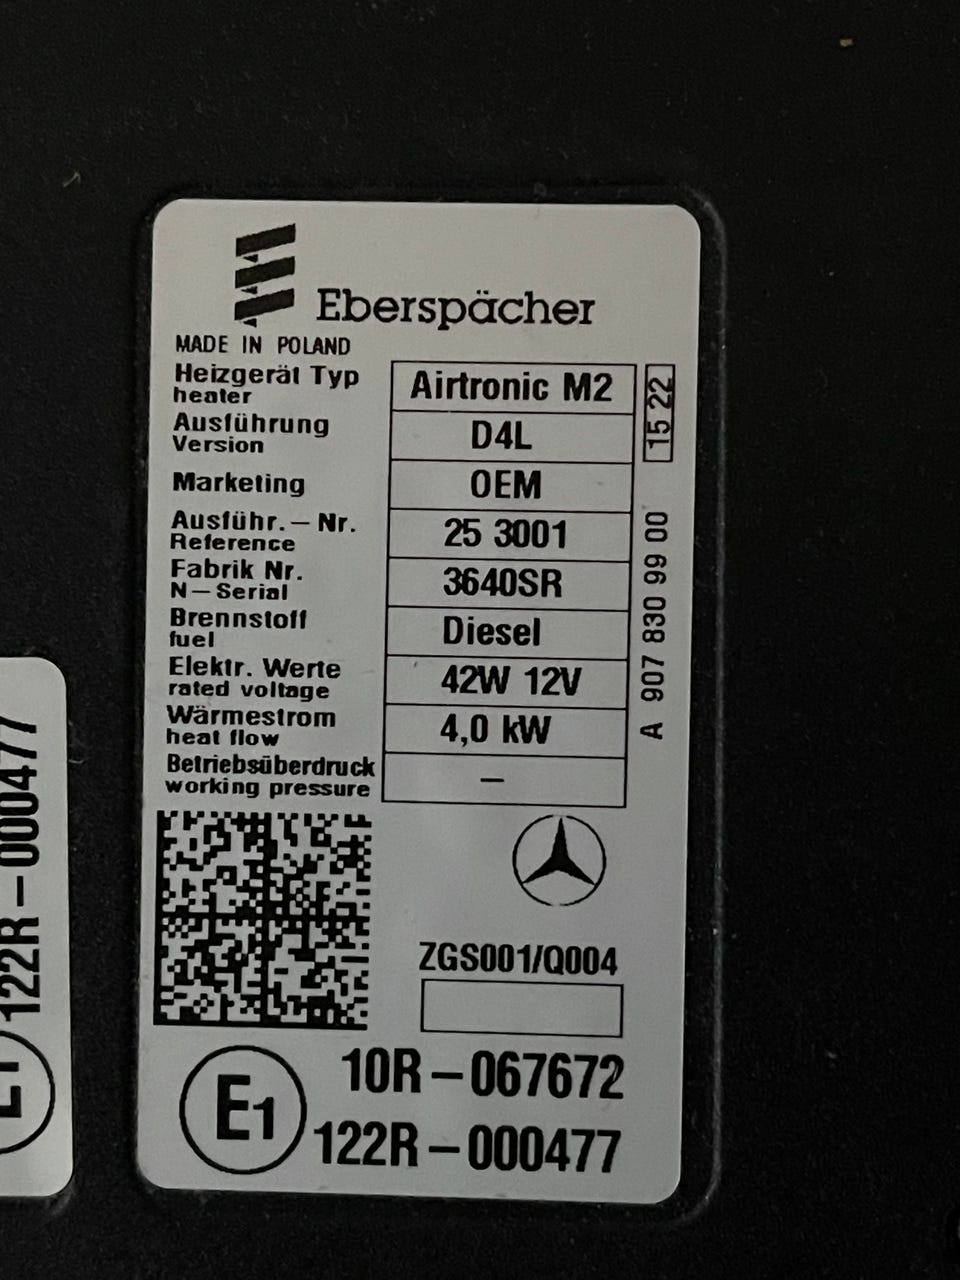 Eberspächer
MADE IN POLAND
Heizgerät Typ
heater
Airtronic M2
Ausführung
Version
D4L
Marketing
OEM
Ausführ.-Nr.
Reference
25 3001
Fabrik Nr.
N-Serial
3640SR
Brennstoff
fuel
Diesel
Elektr. Werte
rated voltage
42W 12V
Wärmestrom
heat flow
4,0 kW
Betriebsüberdruck
working pressure
–
15 22
A 907 830 99 00
ZGS001/Q004
E1
10R-067672
122R-000477
E1
122R-000477